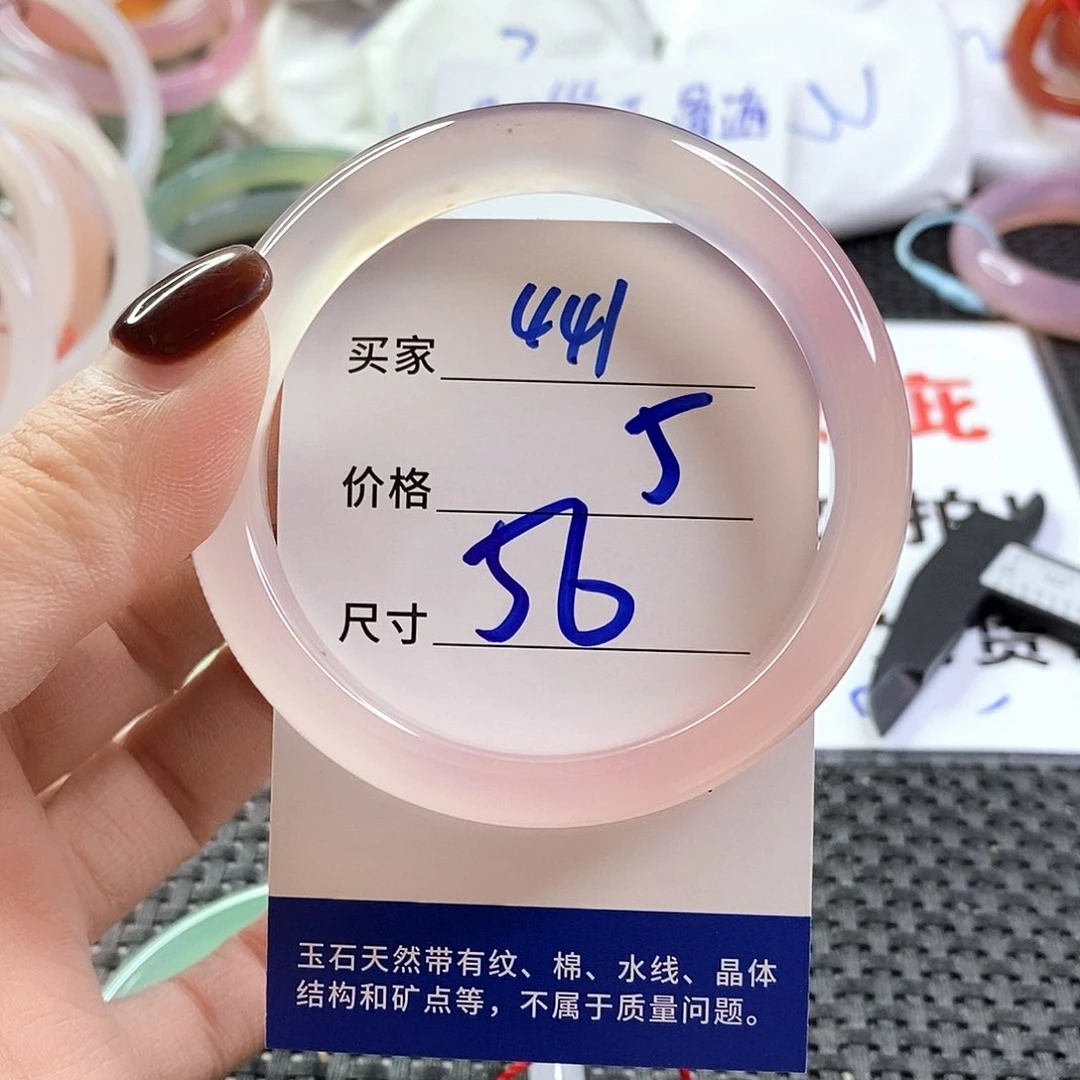 买家 441
价格 5
尺寸 56
玉石天然带有纹、棉、水线、晶体
结构和矿点等，不属于质量问题。